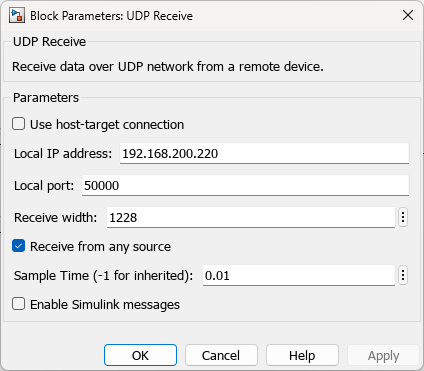 Block Parameters: UDP Receive
UDP Receive
Receive data over UDP network from a remote device.
Parameters
Use host-target connection
Local IP address: 192.168.200.220
Local port: 50000
Receive width: 1228
Receive from any source
Sample Time (-1 for inherited): 0.01
Enable Simulink messages
OK Cancel Help Apply